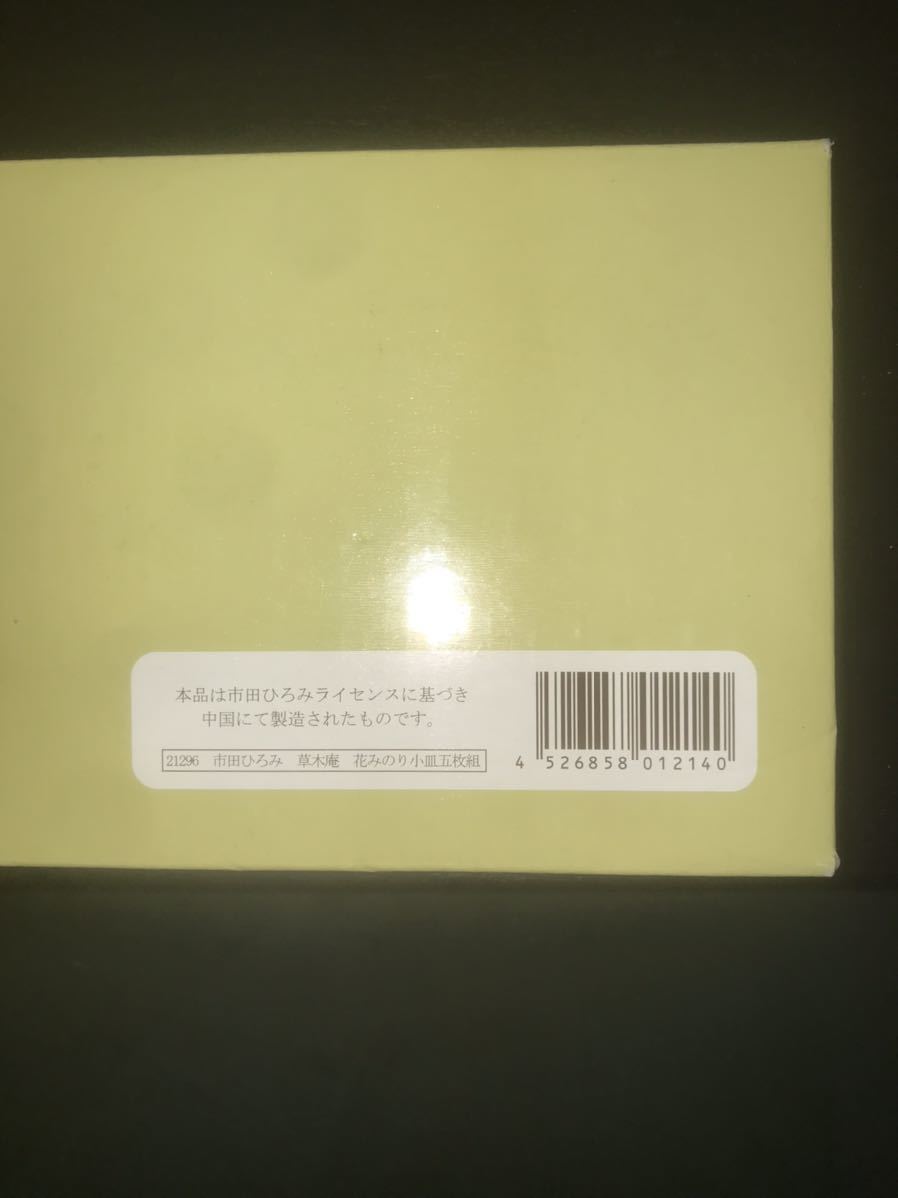 本品は市田ひろみライセンスに基づき
中国にて製造されたものです。
21296　市田ひろみ　草木庵　花みのり小皿五枚組
4 526858 012140